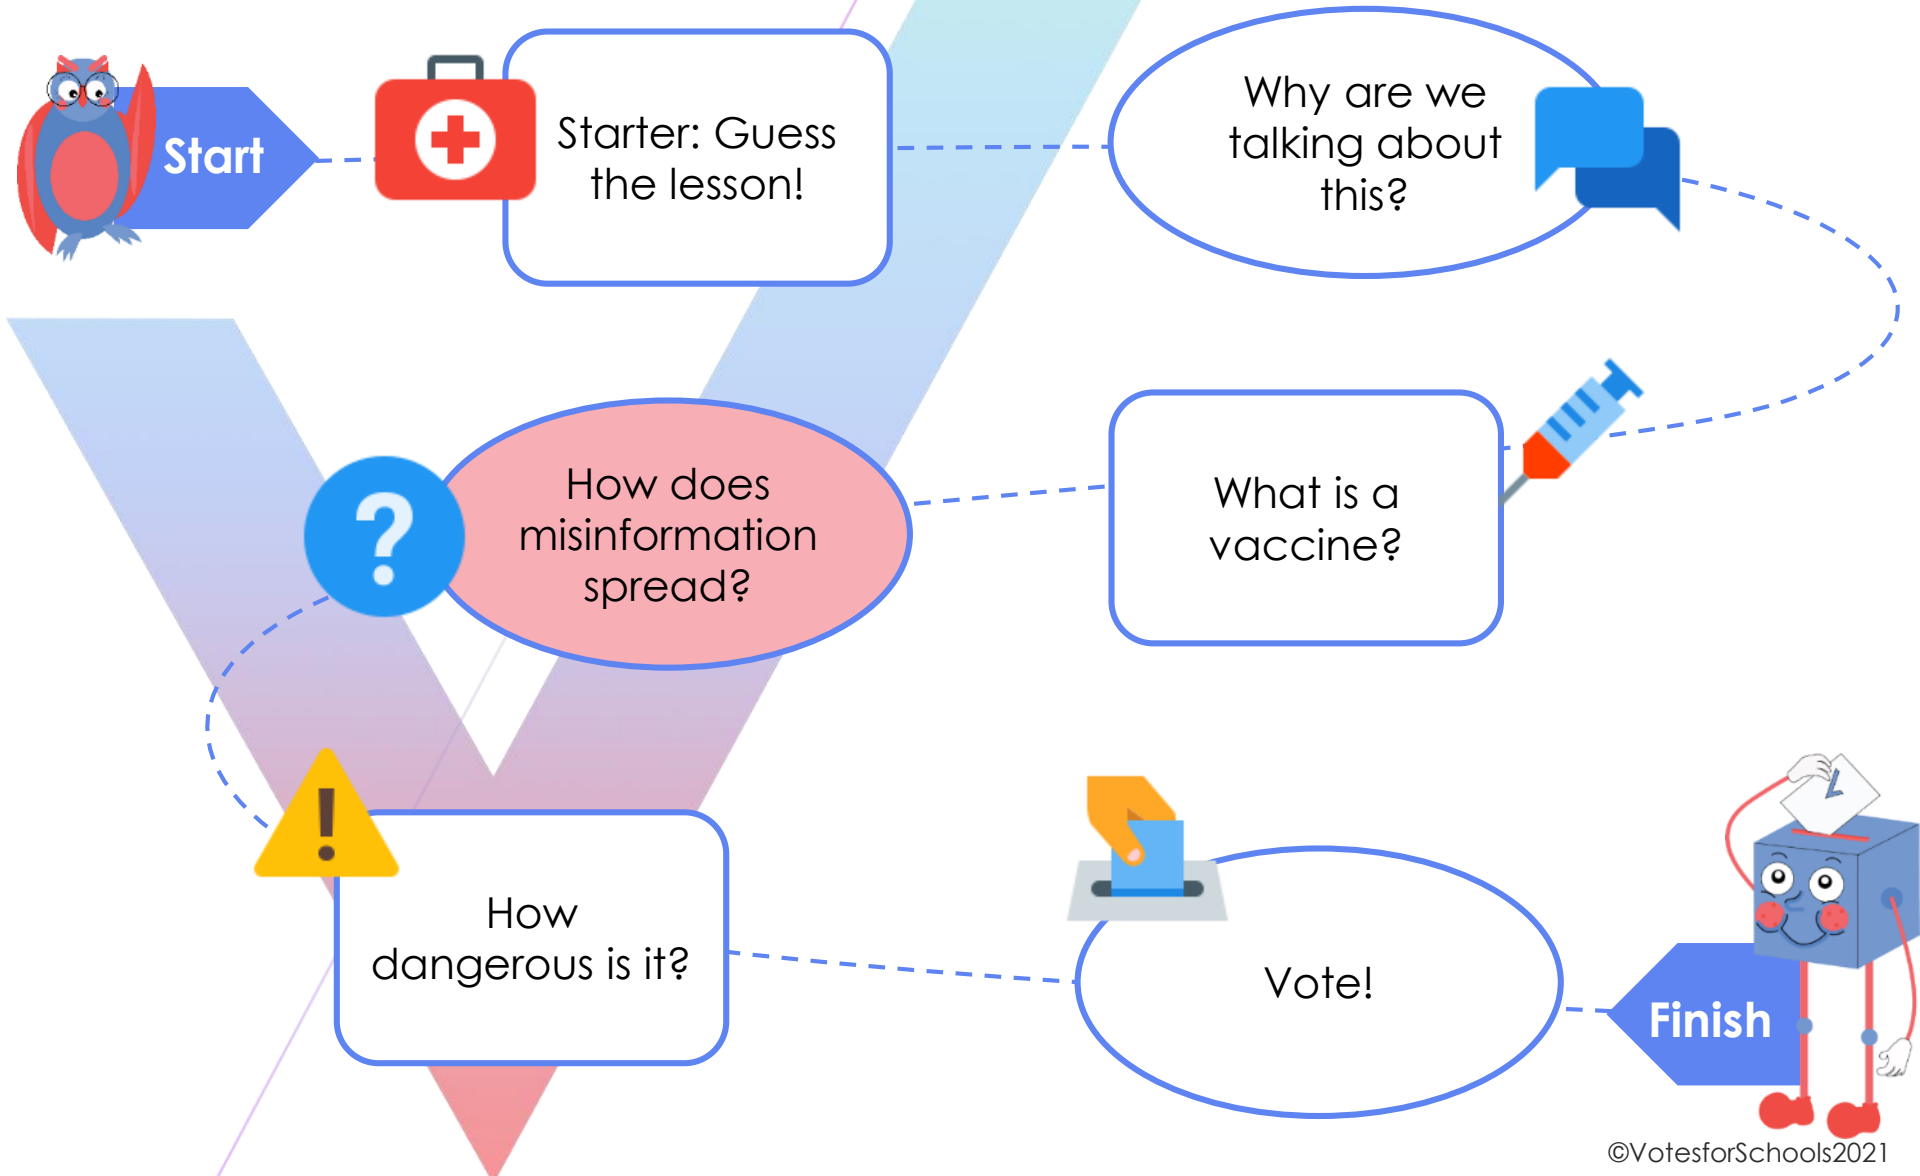 Start
Starter: Guess
the lesson!
Why are we
talking about
this?
What is a
vaccine?
How does
misinformation
spread?
How
dangerous is it?
Vote!
Finish
©VotesforSchools2021